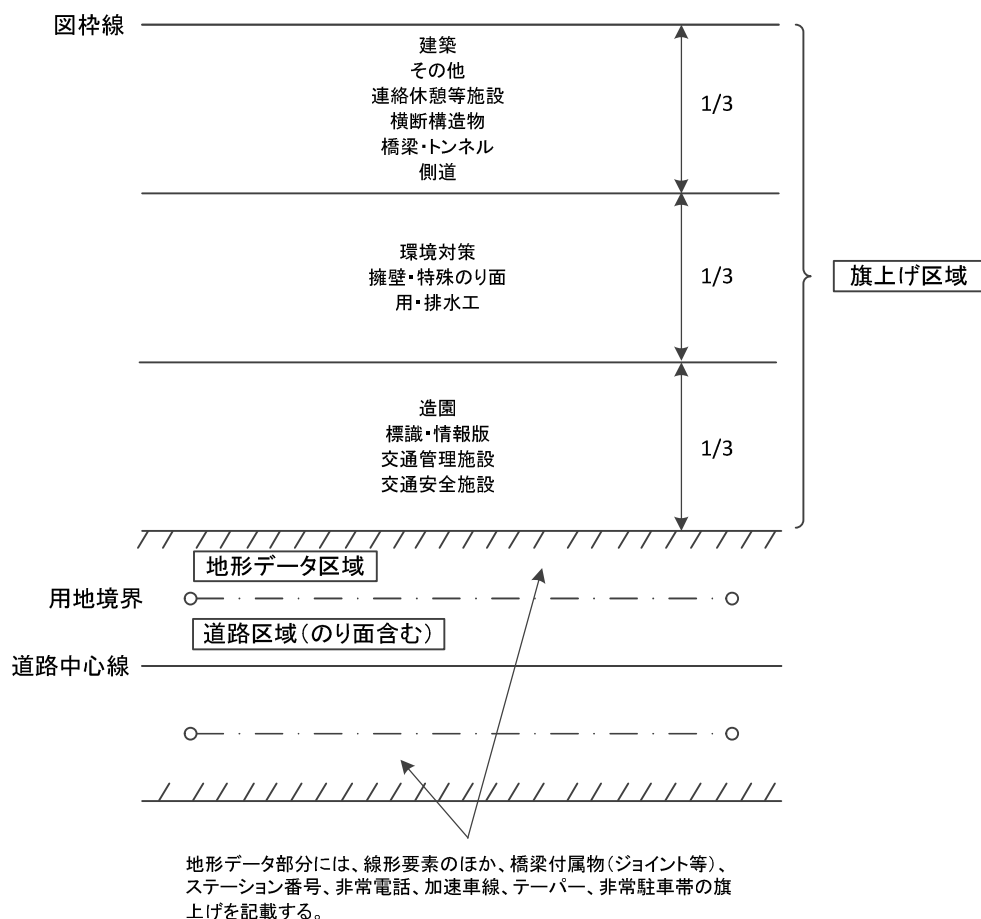 図枠線
建築
その他
連絡休憩等施設
横断構造物
橋梁・トンネル
側道
1/3
環境対策
擁壁・特殊のり面
用・排水工
1/3
旗上げ区域
造園
標識・情報版
交通管理施設
交通安全施設
1/3
地形データ区域
用地境界
道路区域（のり面含む）
道路中心線
地形データ部分には、線形要素のほか、橋梁付属物（ジョイント等）、
ステーション番号、非常電話、加速車線、テーパー、非常駐車帯の旗
上げを記載する。